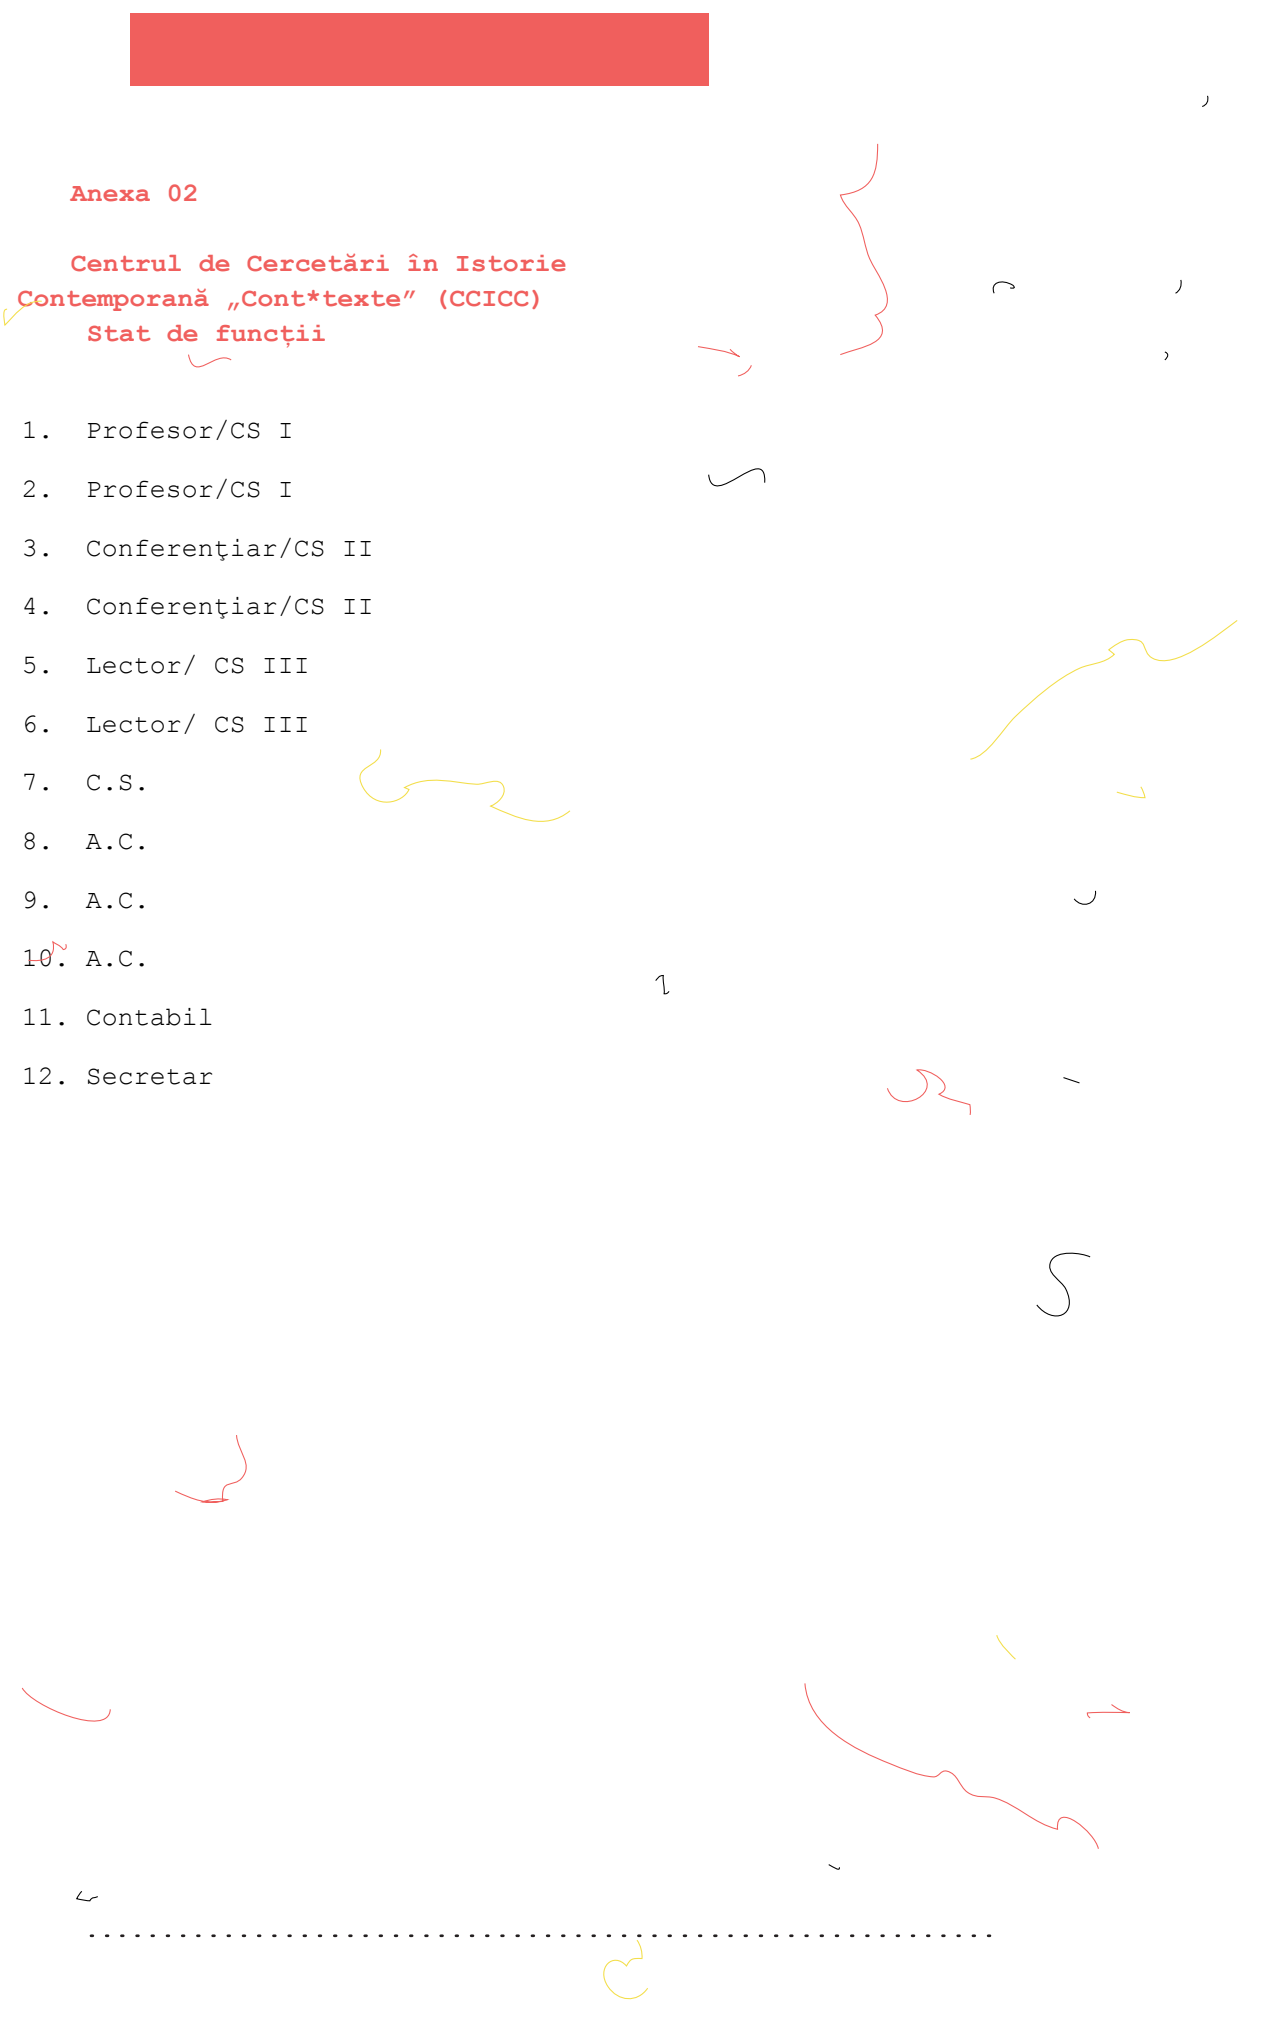 Anexa 02
Centrul de Cercetări în Istorie
Contemporană „Cont*texte” (CCICC)
Stat de funcții
1. Profesor/CS I
2. Profesor/CS I
3. Conferenţiar/CS II
4. Conferenţiar/CS II
5. Lector/ CS III
6. Lector/ CS III
7. C.S.
8. A.C.
9. A.C.
10. A.C.
11. Contabil
12. Secretar
............................................................